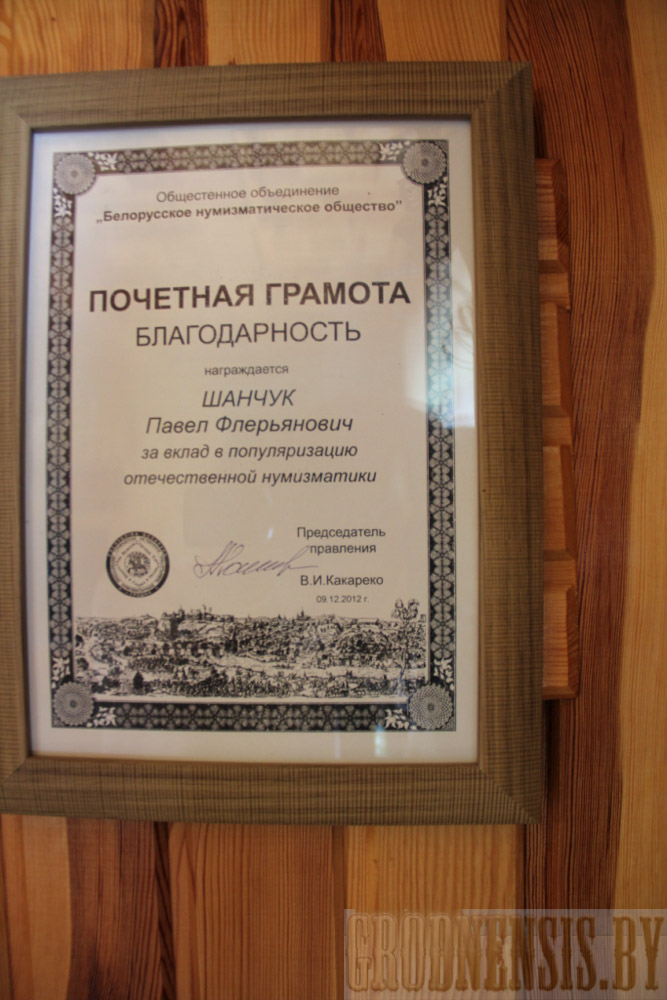 Общестенное объединение
„Белорусское нумизматическое общество”
ПОЧЕТНАЯ ГРАМОТА
БЛАГОДАРНОСТЬ
награждается
ШАНЧУК
Павел Флерьянович
за вклад в популяризацию
отечественной нумизматики
Председатель
правления
В.И.Какареко
09.12.2012 г.
GRODNENSIS.BY